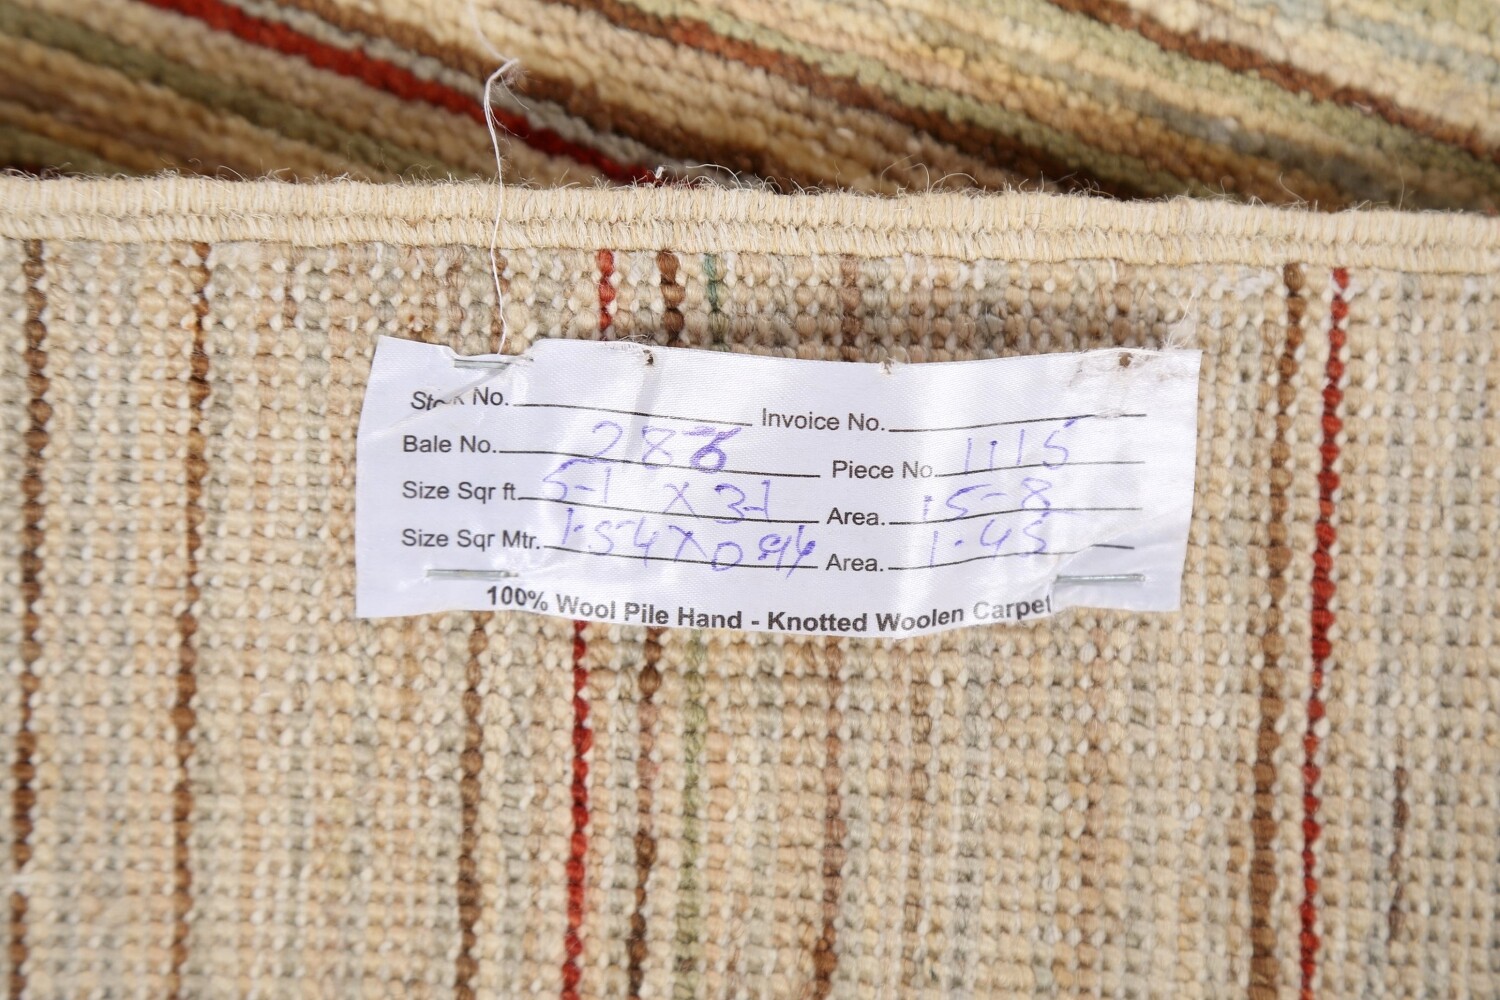 Stock No. Invoice No.
Bale No. 286 Piece No. 1115
Size Sqr ft. 5-1 X 3-1 Area. 15-8
Size Sqr Mtr. 1.54 X 0.94 Area. 1.45
100% Wool Pile Hand - Knotted Woolen Carpet